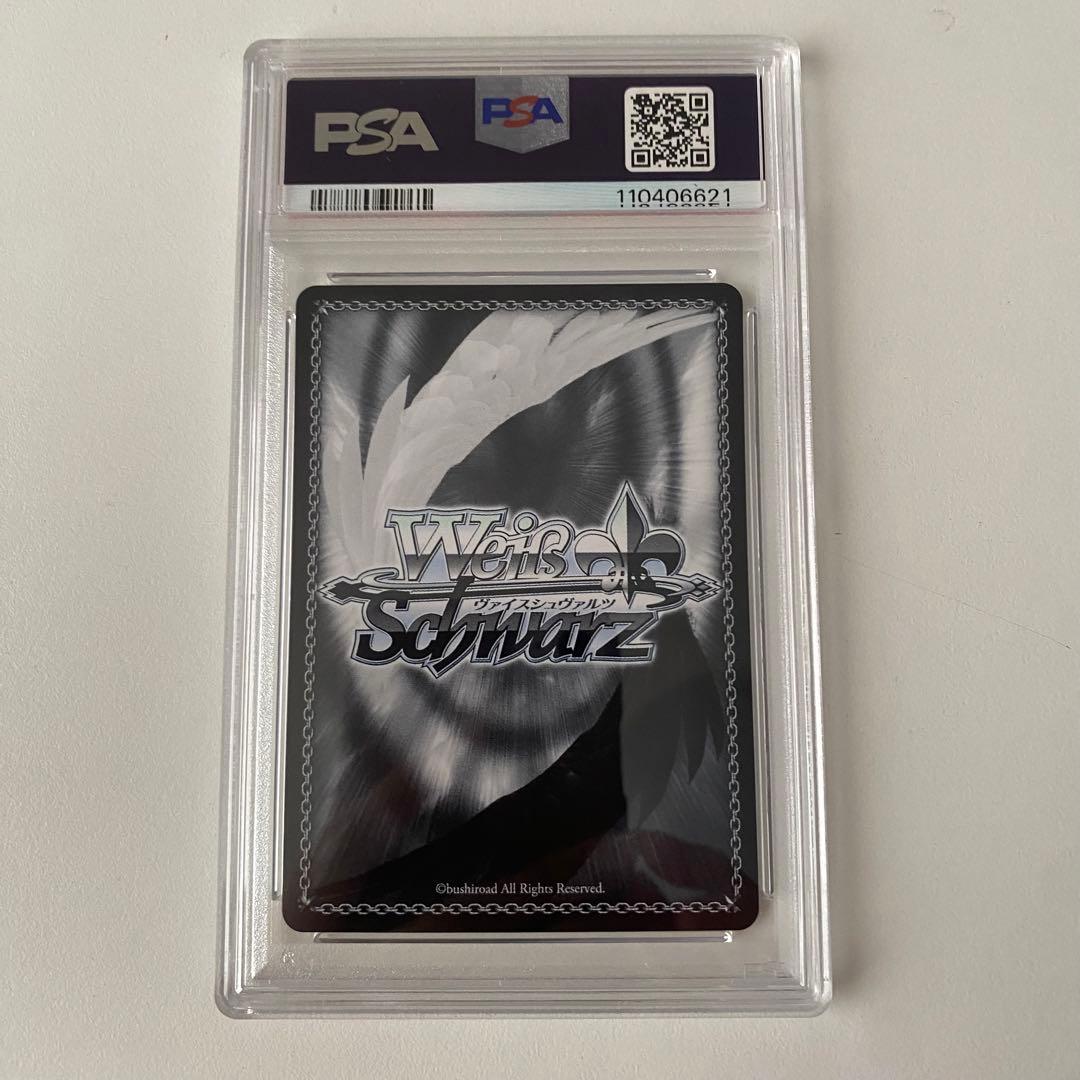 PSA
PSA
110406621
Weiß
ヴァイスシュヴァルツ
Schwarz
©bushiroad All Rights Reserved.